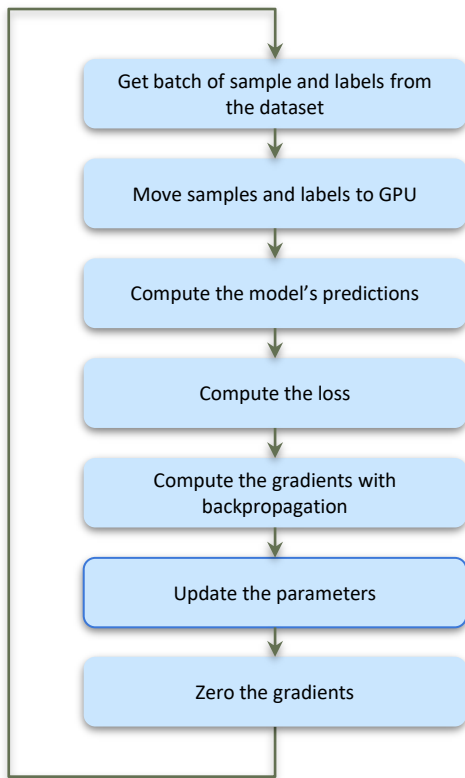 Get batch of sample and labels from
the dataset
Move samples and labels to GPU
Compute the model’s predictions
Compute the loss
Compute the gradients with
backpropagation
Update the parameters
Zero the gradients